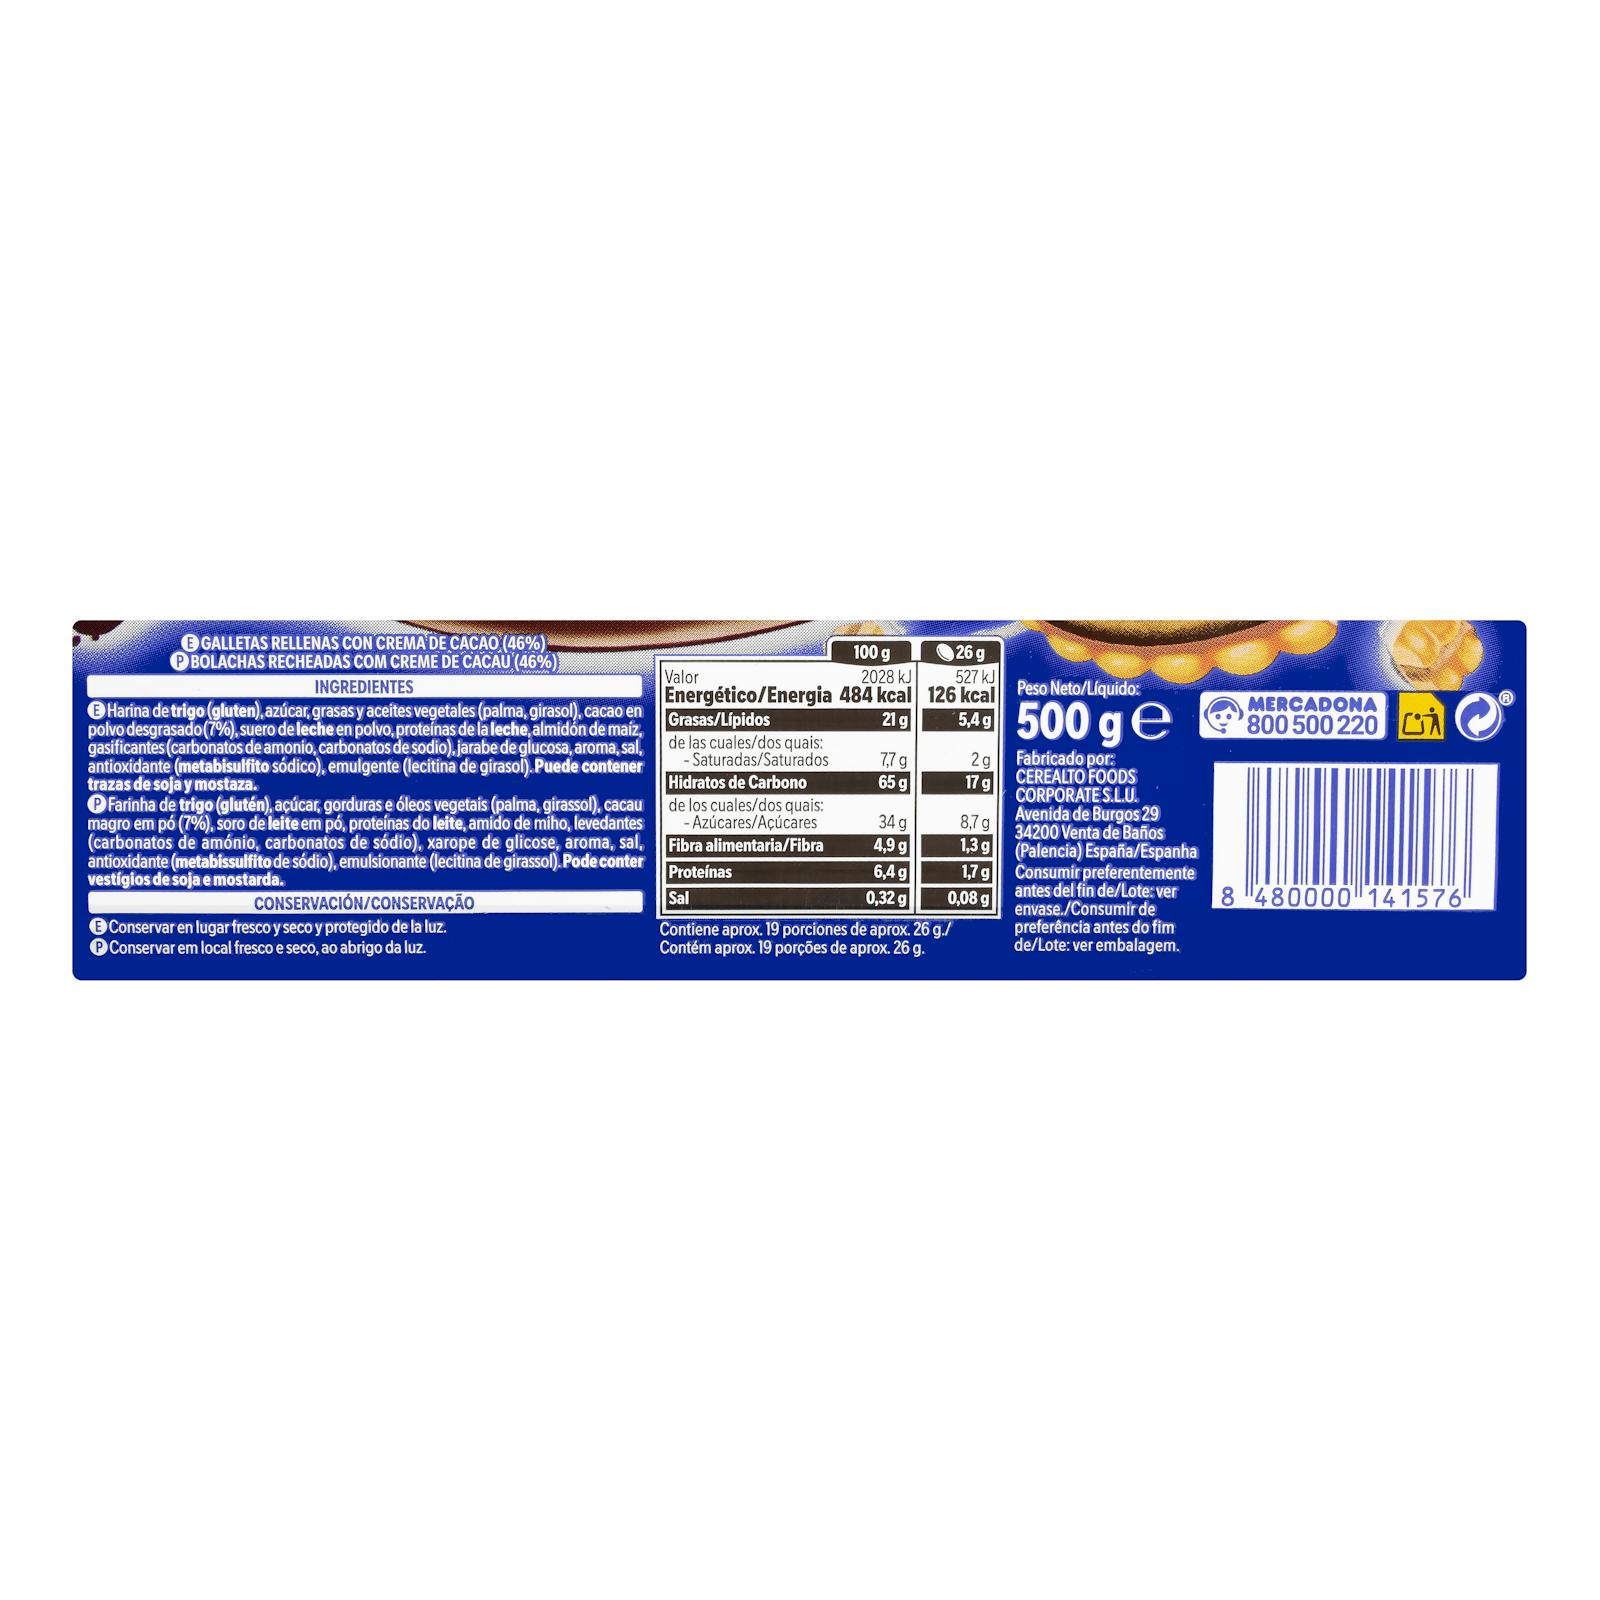 E GALLETAS RELLENAS CON CREMA DE CACAO (46%)
P BOLACHAS RECHEADAS COM CREME DE CACAU (46%)
INGREDIENTES
E Harina de trigo (gluten), azúcar, grasas y aceites vegetales (palma, girasol), cacao en
polvo desgrasado (7%), suero de leche en polvo, proteínas de la leche, almidón de maíz,
gasificantes (carbonatos de amonio, carbonatos de sodio), jarabe de glucosa, aroma, sal,
antioxidante (metabisulfito sódico), emulgente (lecitina de girasol). Puede contener
trazas de soja y mostaza.
P Farinha de trigo (glutén), açúcar, gorduras e óleos vegetais (palma, girassol), cacau
magro em pó (7%), soro de leite em pó, proteínas do leite, amido de miho, levedantes
(carbonatos de amónio, carbonatos de sódio), xarope de glicose, aroma, sal,
antioxidante (metabissulfito de sódio), emulsionante (lecitina de girassol). Pode conter
vestígios de soja e mostarda.
CONSERVACIÓN/CONSERVAÇÃO
E Conservar en lugar fresco y seco y protegido de la luz.
P Conservar em local fresco e seco, ao abrigo da luz.
100 g 26 g
Valor 2028 kJ 527 kJ
Energético/Energia 484 kcal 126 kcal
Grasas/Lípidos 21 g 5,4 g
de las cuales/dos quais:
- Saturadas/Saturados 7,7 g 2 g
Hidratos de Carbono 65 g 17 g
de los cuales/dos quais:
- Azúcares/Açúcares 34 g 8,7 g
Fibra alimentaria/Fibra 4,9 g 1,3 g
Proteínas 6,4 g 1,7 g
Sal 0,32 g 0,08 g
Contiene aprox. 19 porciones de aprox. 26 g./
Contém aprox. 19 porções de aprox. 26 g.
Peso Neto/Líquido:
500 g e
Fabricado por:
CEREALTO FOODS
CORPORATE S.L.U.
Avenida de Burgos 29
34200 Venta de Baños
(Palencia) España/Espanha
Consumir preferentemente
antes del fin de/Lote: ver
envase./Consumir de
preferência antes do fim
de/Lote: ver embalagem.
MERCADONA
800 500 220
®
8 480000 141576